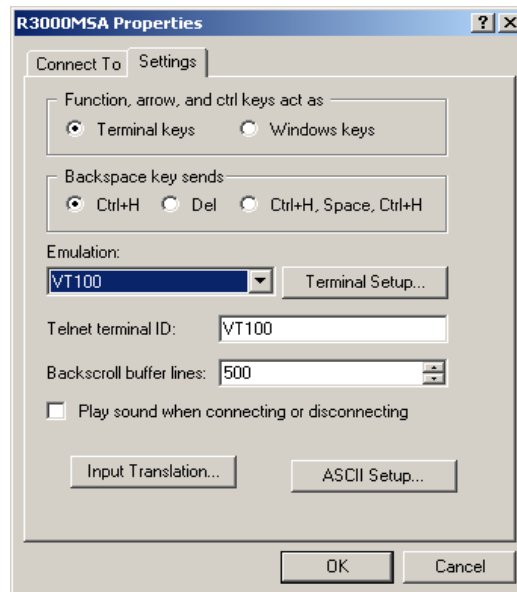 R3000MSA Properties
Connect To Settings
Function, arrow, and ctrl keys act as
Terminal keys Windows keys
Backspace key sends
Ctrl+H Del Ctrl+H, Space, Ctrl+H
Emulation:
VT100 Terminal Setup...
Telnet terminal ID: VT100
Backscroll buffer lines: 500
Play sound when connecting or disconnecting
Input Translation... ASCII Setup...
OK Cancel